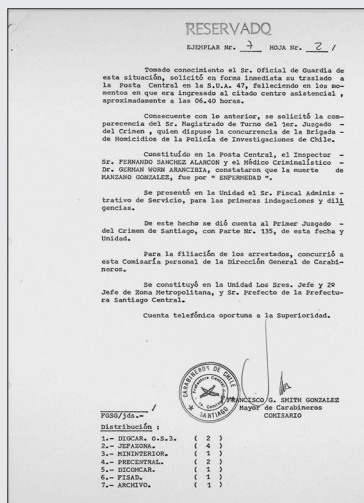 RESERVADO
EJEMPLAR Nr. 7 HOJA Nr. 2 /
Tomado conocimiento el Sr. Oficial de Guardia de
esta situación, solicitó en forma inmediata su traslado a
la Posta Central en la S.U.A. 47, falleciendo en los mo-
mentos en que era ingresado al citado centro asistencial ,
aproximadamente a las 06.40 horas.
Consecuente con lo anterior, se solicitó la com-
parecencia del Sr. Magistrado de Turno del 1er. Juzgado -
del Crimen , quien dispuso la concurrencia de la Brigada -
de Homicidios de la Policía de Investigaciones de Chile.
Constituído en la Posta Central, el Inspector -
Sr. FERNANDO SANCHEZ ALARCON y el Médico Criminalístico -
Dr. GERMAN WORN ARANCIBIA, constataron que la muerte de
MANZANO GONZALEZ, fue por " ENFERMEDAD ".
Se presentó en la Unidad el Sr. Fiscal Adminis -
trativo de Servicio, para las primeras indagaciones y dili
gencias.
De este hecho se dió cuenta al Primer Juzgado -
del Crimen de Santiago, con Parte Nr. 135, de esta fecha y
Unidad.
Para la filiación de los arrestados, concurrió a
esta Comisaría personal de la Dirección General de Carabi-
neros.
Se constituyó en la Unidad Los Sres. Jefe y 2º
Jefe de Zona Metropolitana, y Sr. Prefecto de la Prefectu-
ra Santiago Central.
Cuenta telefónica oportuna a la Superioridad.
CARABINEROS DE CHILE
SANTIAGO
FRANCISCO G. SMITH GONZALEZ
Mayor de Carabineros
COMISARIO
FGSG/jds.-
Distribución :
1.- DIGCAR. O.S.3. ( 2 )
2.- JEFAZONA. ( 4 )
3.- MININTERIOR. ( 1 )
4.- PRECENTRAL. ( 2 )
5.- DICOMCAR. ( 1 )
6.- FISAD. ( 1 )
7.- ARCHIVO. ( 1 )